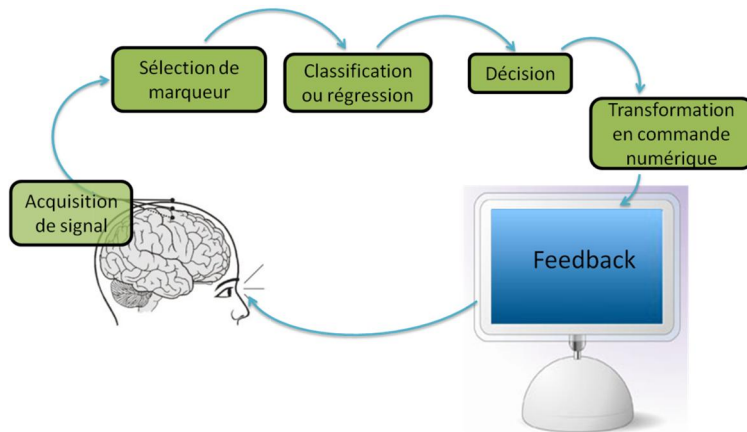 Sélection de
marqueur
Classification
ou régression
Décision
Transformation
en commande
numérique
Acquisition
de signal
Feedback